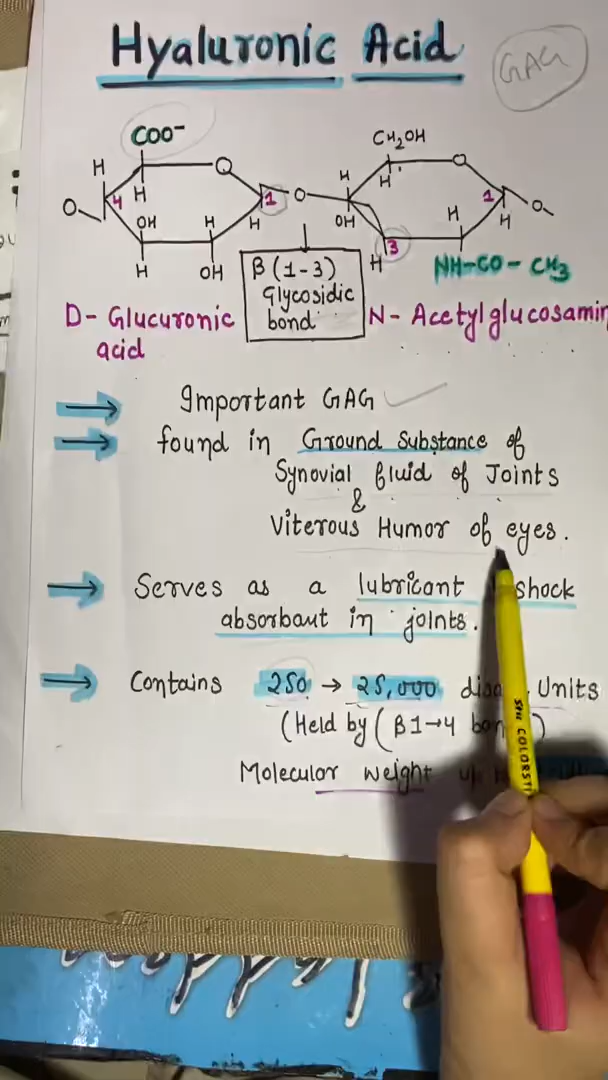 Hyaluronic Acid
GAG
COO⁻
CH₂OH
H
O
O
H
H
4
H
1
O
1
O
OH
H
H
OH
H
H
3
H
OH
H
NH-CO-CH3
β (1-3)
Glycosidic
bond
D- Glucuronic
acid
N- Acetylglucosamin
Important GAG
found in Ground Substance of
Synovial fluid of Joints
&
Viterous Humor of eyes.
Serves as a lubricant shock
absorbant in joints.
Contains 250 → 25,000 Units
(Held by (β1→4
Molecular weight